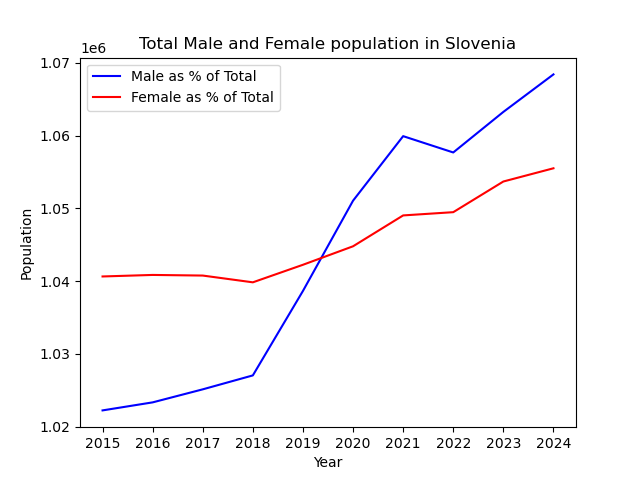 Total Male and Female population in Slovenia
1e6
Male as % of Total
Female as % of Total
1.07
1.06
1.05
1.04
1.03
1.02
Population
2015 2016 2017 2018 2019 2020 2021 2022 2023 2024
Year